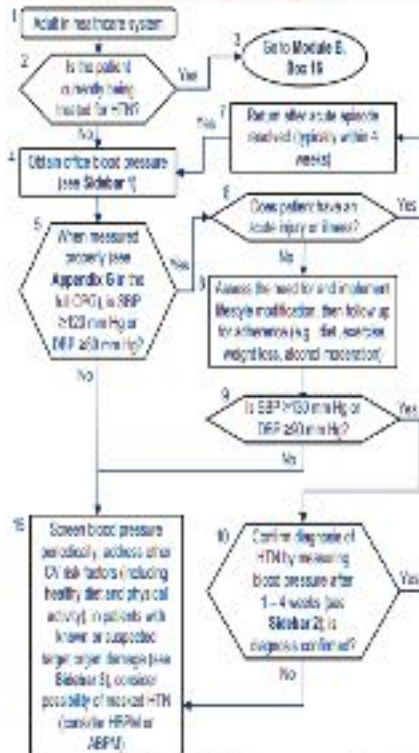 1
Adult in healthcare system
2
Is the patient
currently being
treated for HTN?
Yes
3
Go to Module B,
Box 16
No
4
Obtain office blood pressure
(see Sidebar 1)
Yes
7
Return after acute episode
resolved (typically within 4
weeks)
5
When measured
properly (see
Appendix G in the
full CPG), is SBP
mm Hg or
DBP mm Hg?
Yes
6
Does patient have an
acute injury or illness?
Yes
No
8
Assess the need for and implement
lifestyle modification, then follow up
for adherence (e.g., diet, exercise,
weight loss, alcohol moderation)
No
9
Is SBP ≥130 mm Hg or
DBP ≥90 mm Hg?
Yes
No
15
Screen blood pressure
periodically, address other
CV risk factors (including
healthy diet and physical
activity); in patients with
known or suspected
target organ damage (see
Sidebar 3), consider
possibility of masked HTN
(consider HBPM or
ABPM)
10
Confirm diagnosis of
HTN by measuring
blood pressure after
1 – 4 weeks (see
Sidebar 2); is
diagnosis confirmed?
Yes
No